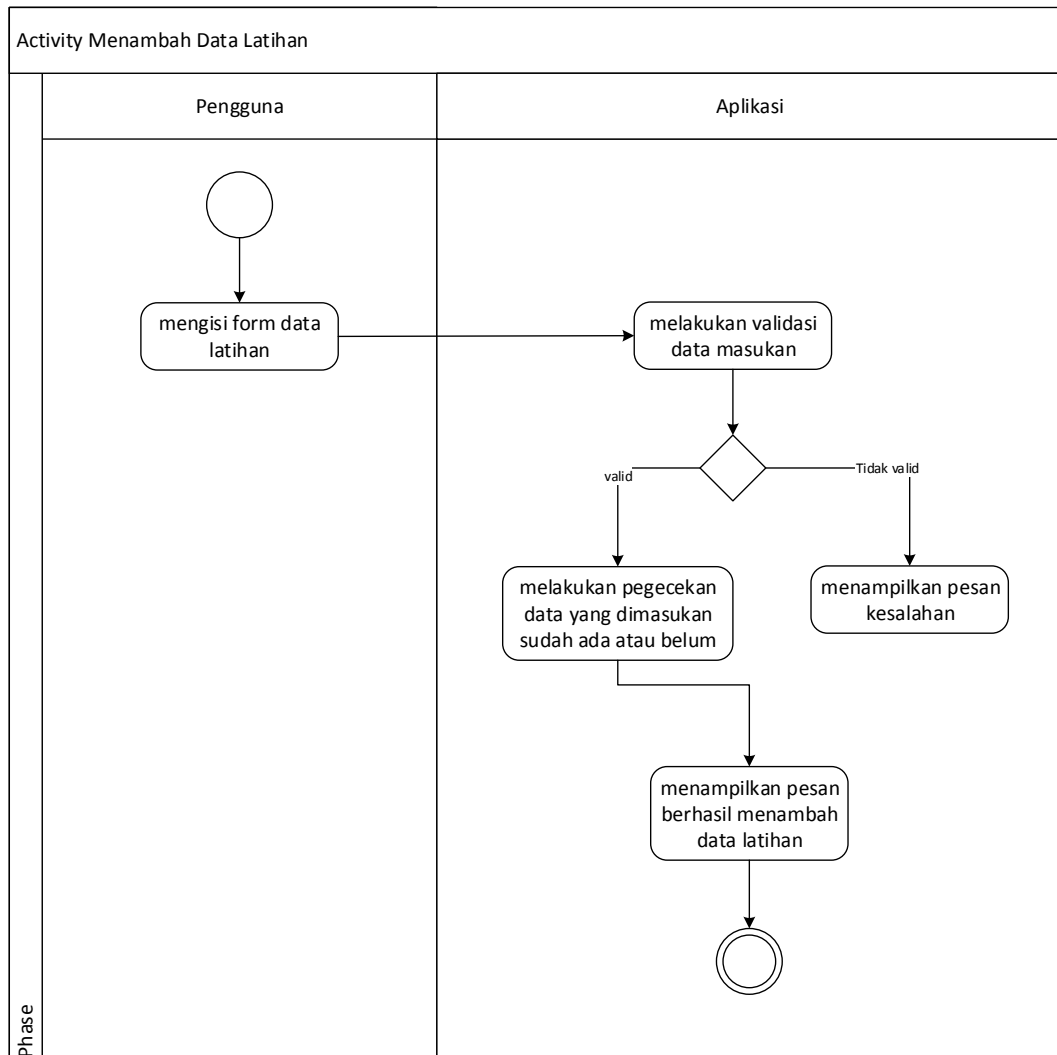 Activity Menambah Data Latihan
Pengguna
Aplikasi
mengisi form data
latihan
melakukan validasi
data masukan
valid
Tidak valid
melakukan pegecekan
data yang dimasukan
sudah ada atau belum
menampilkan pesan
kesalahan
menampilkan pesan
berhasil menambah
data latihan
Phase